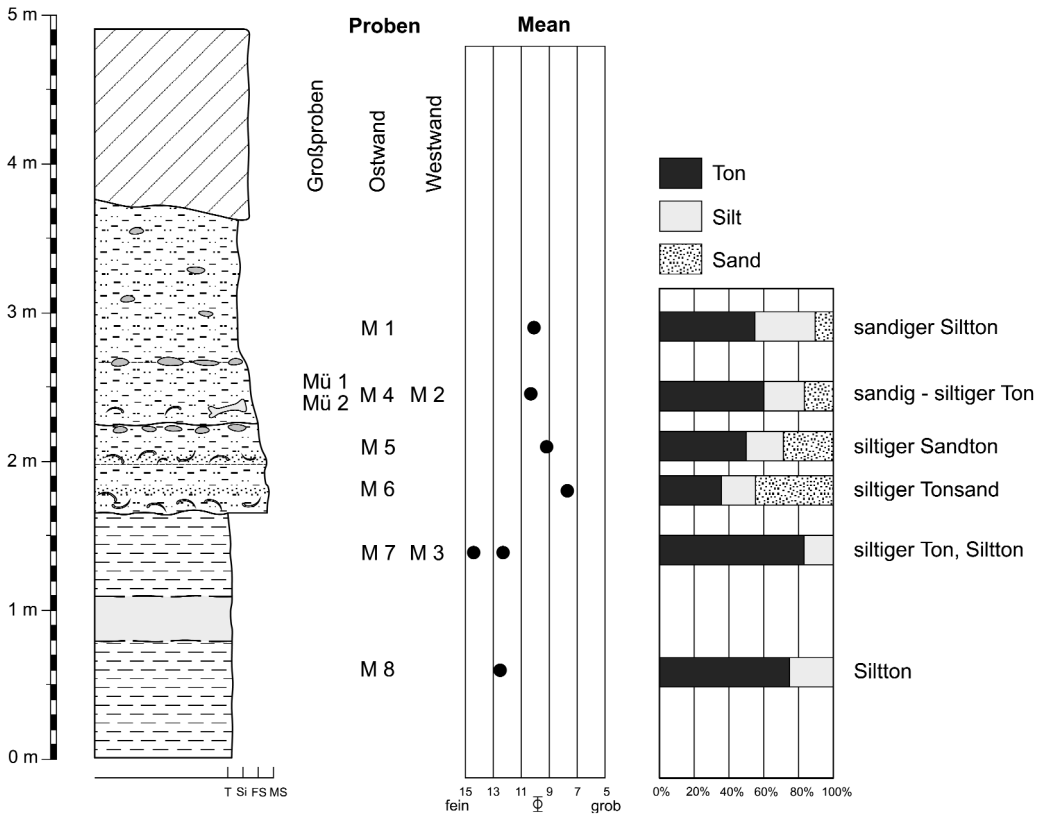 5 m
4 m
3 m
2 m
1 m
0 m
T Si FS MS
Proben
Großproben
Ostwand
Westwand
M 1
Mü 1
Mü 2
M 4
M 2
M 5
M 6
M 7
M 3
M 8
Mean
15 13 11 9 7 5
fein
Φ
grob
Ton
Silt
Sand
sandiger Siltton
sandig - siltiger Ton
siltiger Sandton
siltiger Tonsand
siltiger Ton, Siltton
Siltton
0% 20% 40% 60% 80% 100%